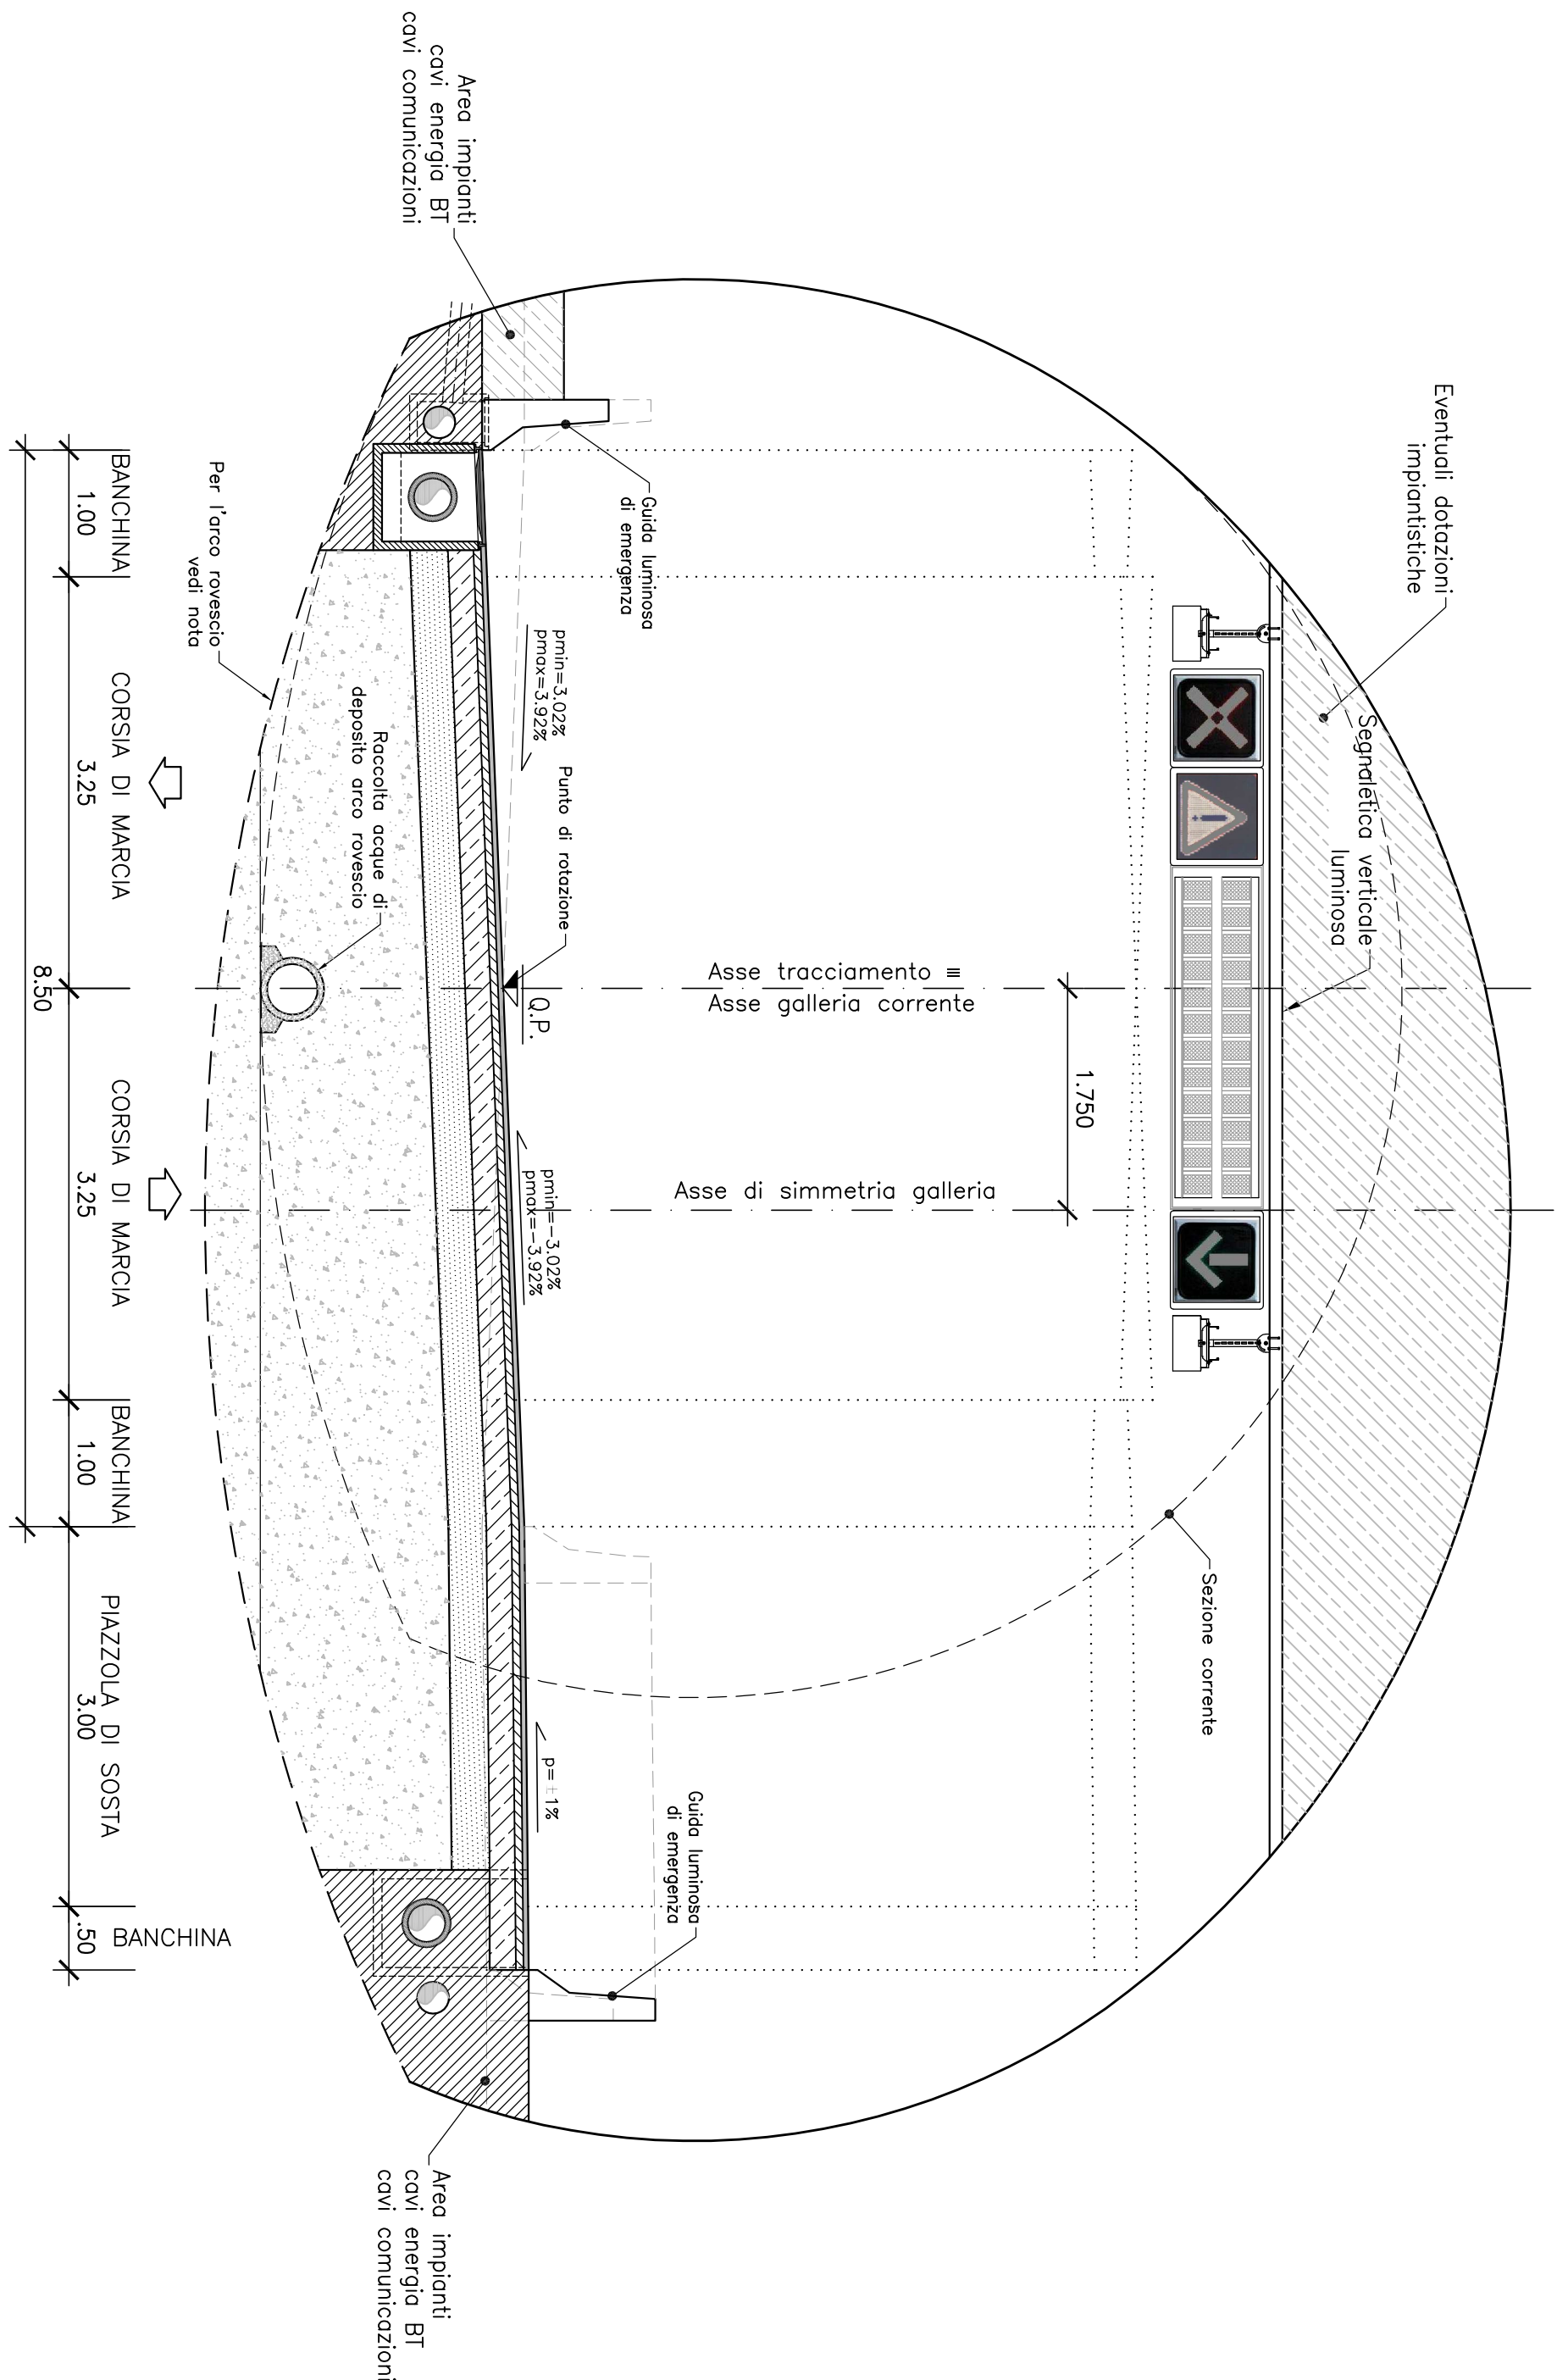 Eventuali dotazioni
impiantistiche
Segnaletica verticale
luminosa
Asse tracciamento ≡
Asse galleria corrente
1.750
Asse di simmetria galleria
Sezione corrente
Guida luminosa
di emergenza
Guida luminosa
di emergenza
Area impianti
cavi energia BT
cavi comunicazioni
pmin=3.02%
pmax=3.92%
Punto di rotazione
Q.P.
pmin=-3.02%
pmax=-3.92%
p=±1%
Area impianti
cavi energia BT
cavi comunicazioni
Raccolta acque di
deposito arco rovescio
Per l'arco rovescio
vedi nota
BANCHINA
1.00
CORSIA DI MARCIA
3.25
CORSIA DI MARCIA
3.25
BANCHINA
1.00
PIAZZOLA DI SOSTA
3.00
BANCHINA
.50
8.50